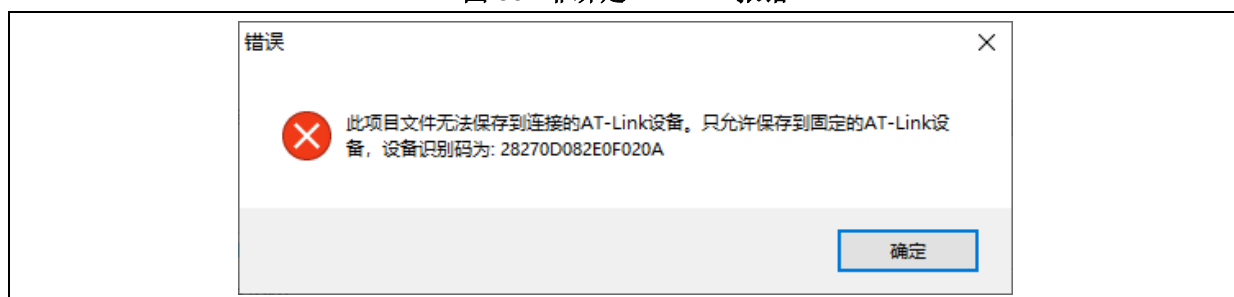 错误
此项目文件无法保存到连接的AT-Link设备。只允许保存到固定的AT-Link设
备，设备识别码为: 28270D082E0F020A
确定